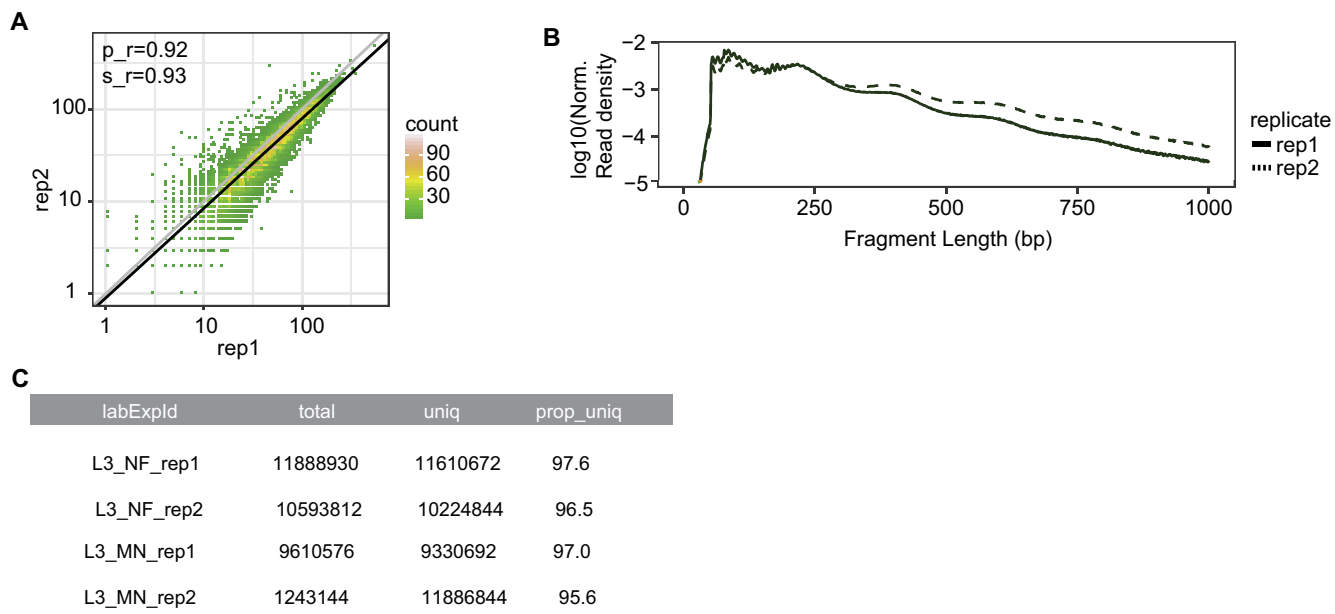 A
p_r=0.92
s_r=0.93
100
10
1
rep2
1
10
100
rep1
count
90
60
30
B
log10(Norm.
Read density)
−2
−3
−4
−5
0
250
500
750
1000
Fragment Length (bp)
replicate
rep1
rep2
C
labExpId total uniq prop_uniq
L3_NF_rep1 11888930 11610672 97.6
L3_NF_rep2 10593812 10224844 96.5
L3_MN_rep1 9610576 9330692 97.0
L3_MN_rep2 1243144 11886844 95.6